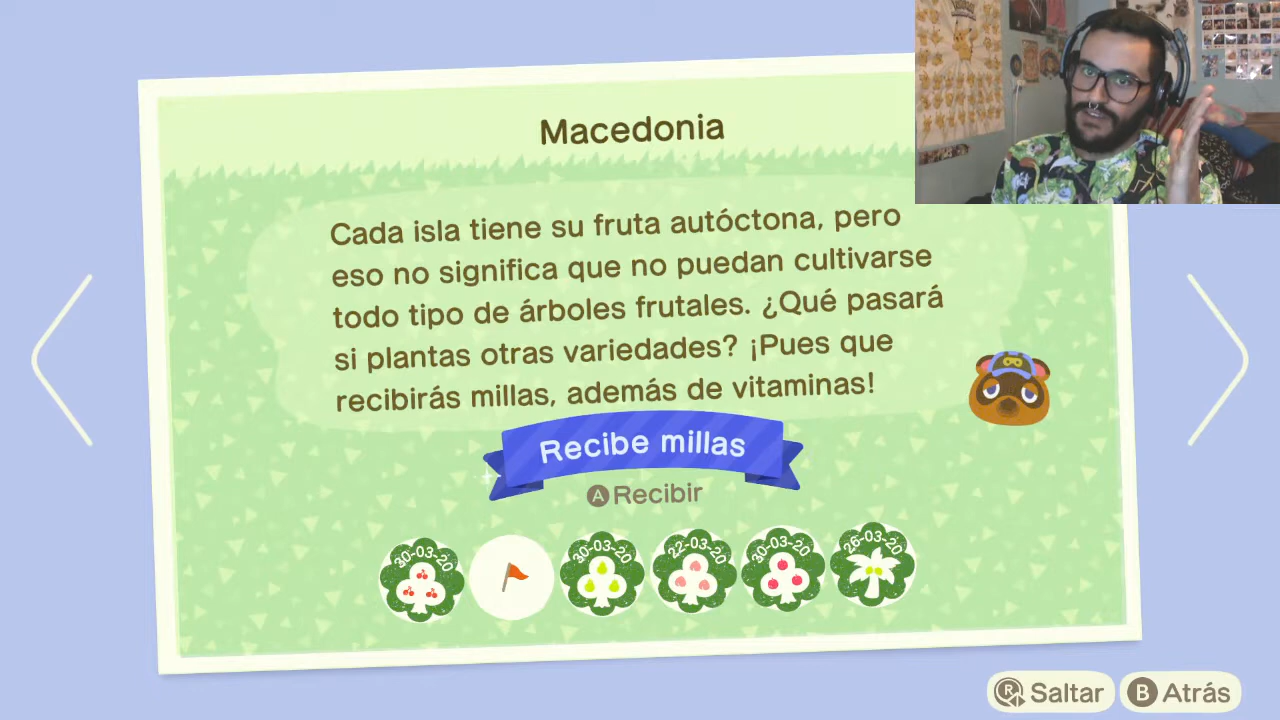 Macedonia
Cada isla tiene su fruta autóctona, pero
eso no significa que no puedan cultivarse
todo tipo de árboles frutales. ¿Qué pasará
si plantas otras variedades? ¡Pues que
recibirás millas, además de vitaminas!
Recibe millas
A Recibir
30-03-20
30-03-20
22-03-20
30-03-20
26-03-20
R Saltar
B Atrás